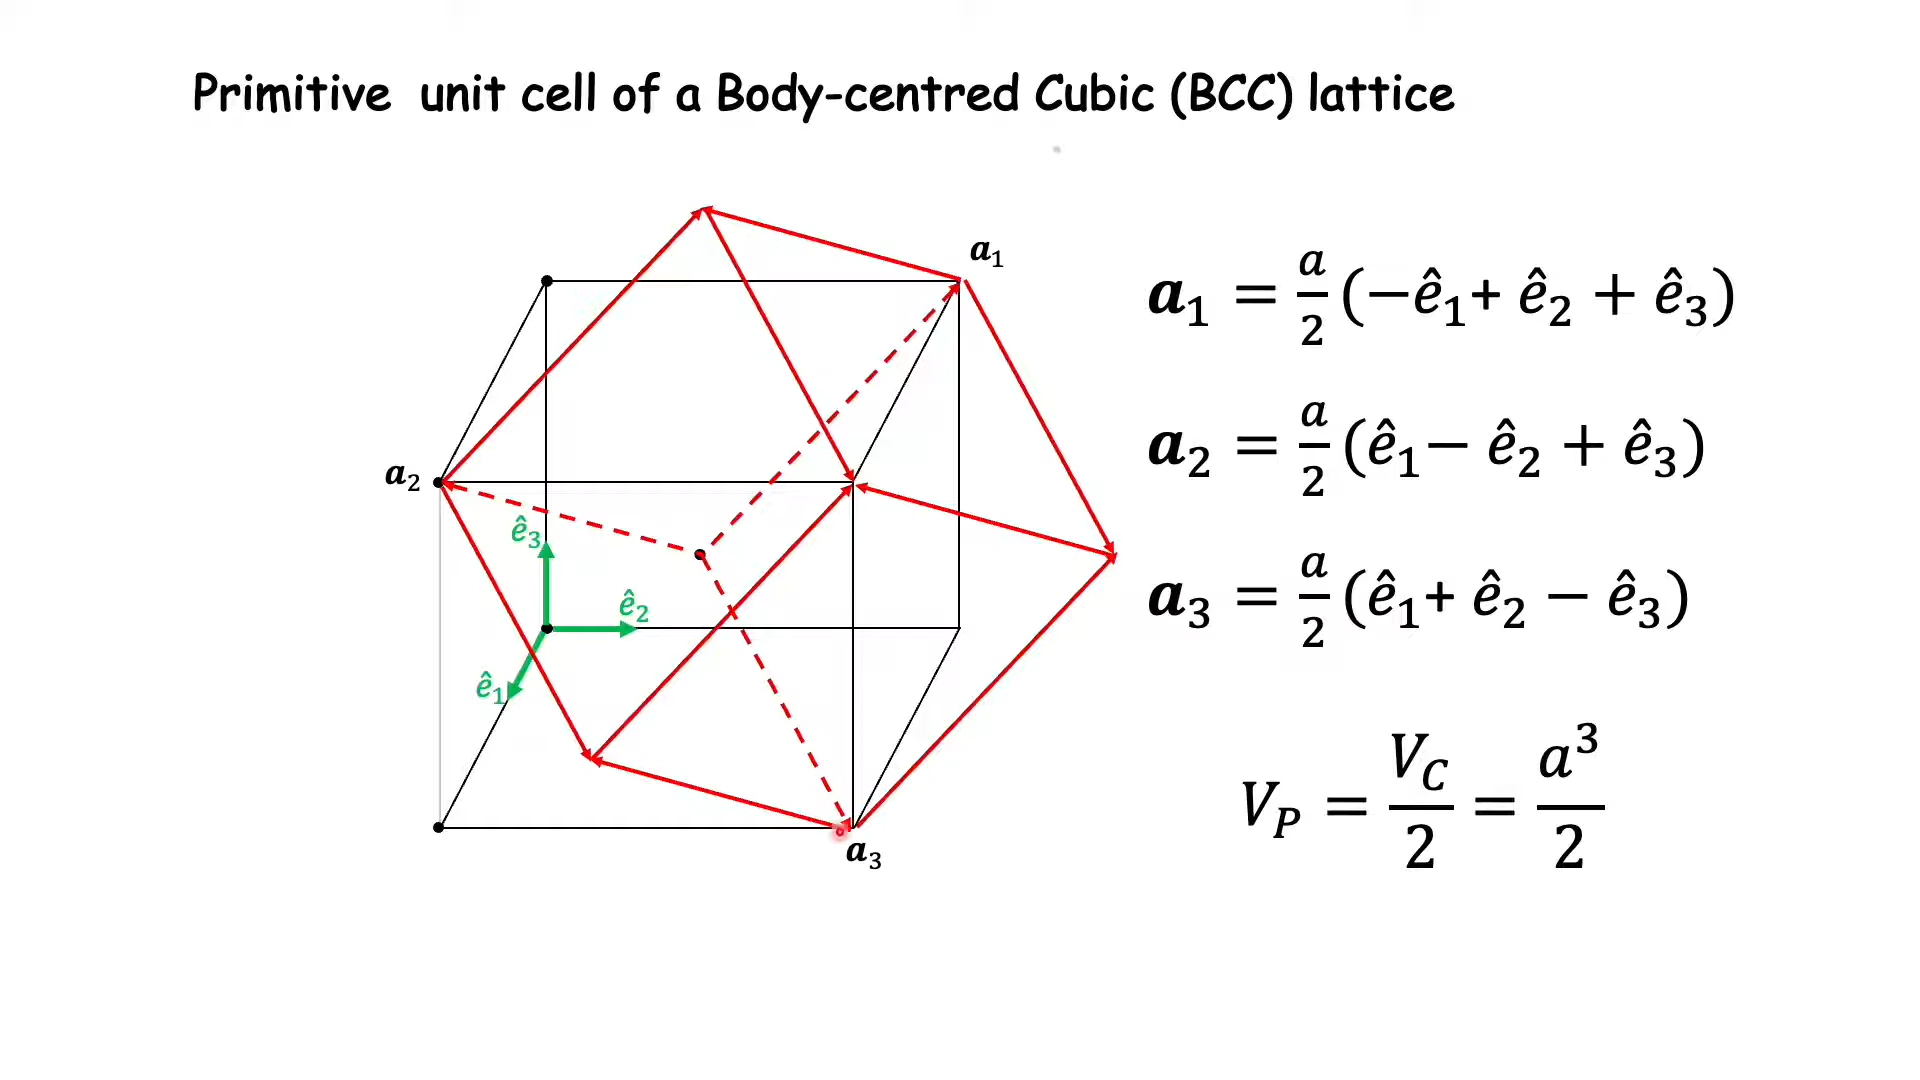 Primitive unit cell of a Body-centred Cubic (BCC) lattice
a₁
a₂
ê₃
ê₂
ê₁
a₃
a₁ = a/2 (−ê₁+ ê₂ + ê₃)
a₂ = a/2 (ê₁− ê₂ + ê₃)
a₃ = a/2 (ê₁+ ê₂ − ê₃)
V_P = V_C/2 = a³/2